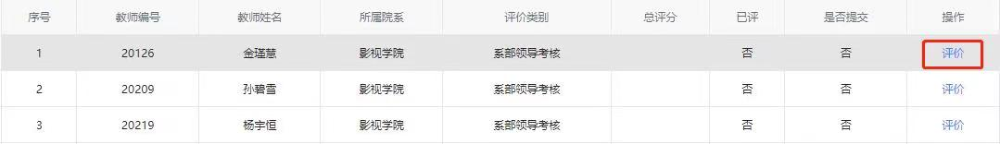 序号 教师编号 教师姓名 所属院系 评价类别 总评分 已评 是否提交 操作
1 20126 金瑾慧 影视学院 系部领导考核 否 否 评价
2 20209 孙碧雪 影视学院 系部领导考核 否 否 评价
3 20219 杨宇恒 影视学院 系部领导考核 否 否 评价